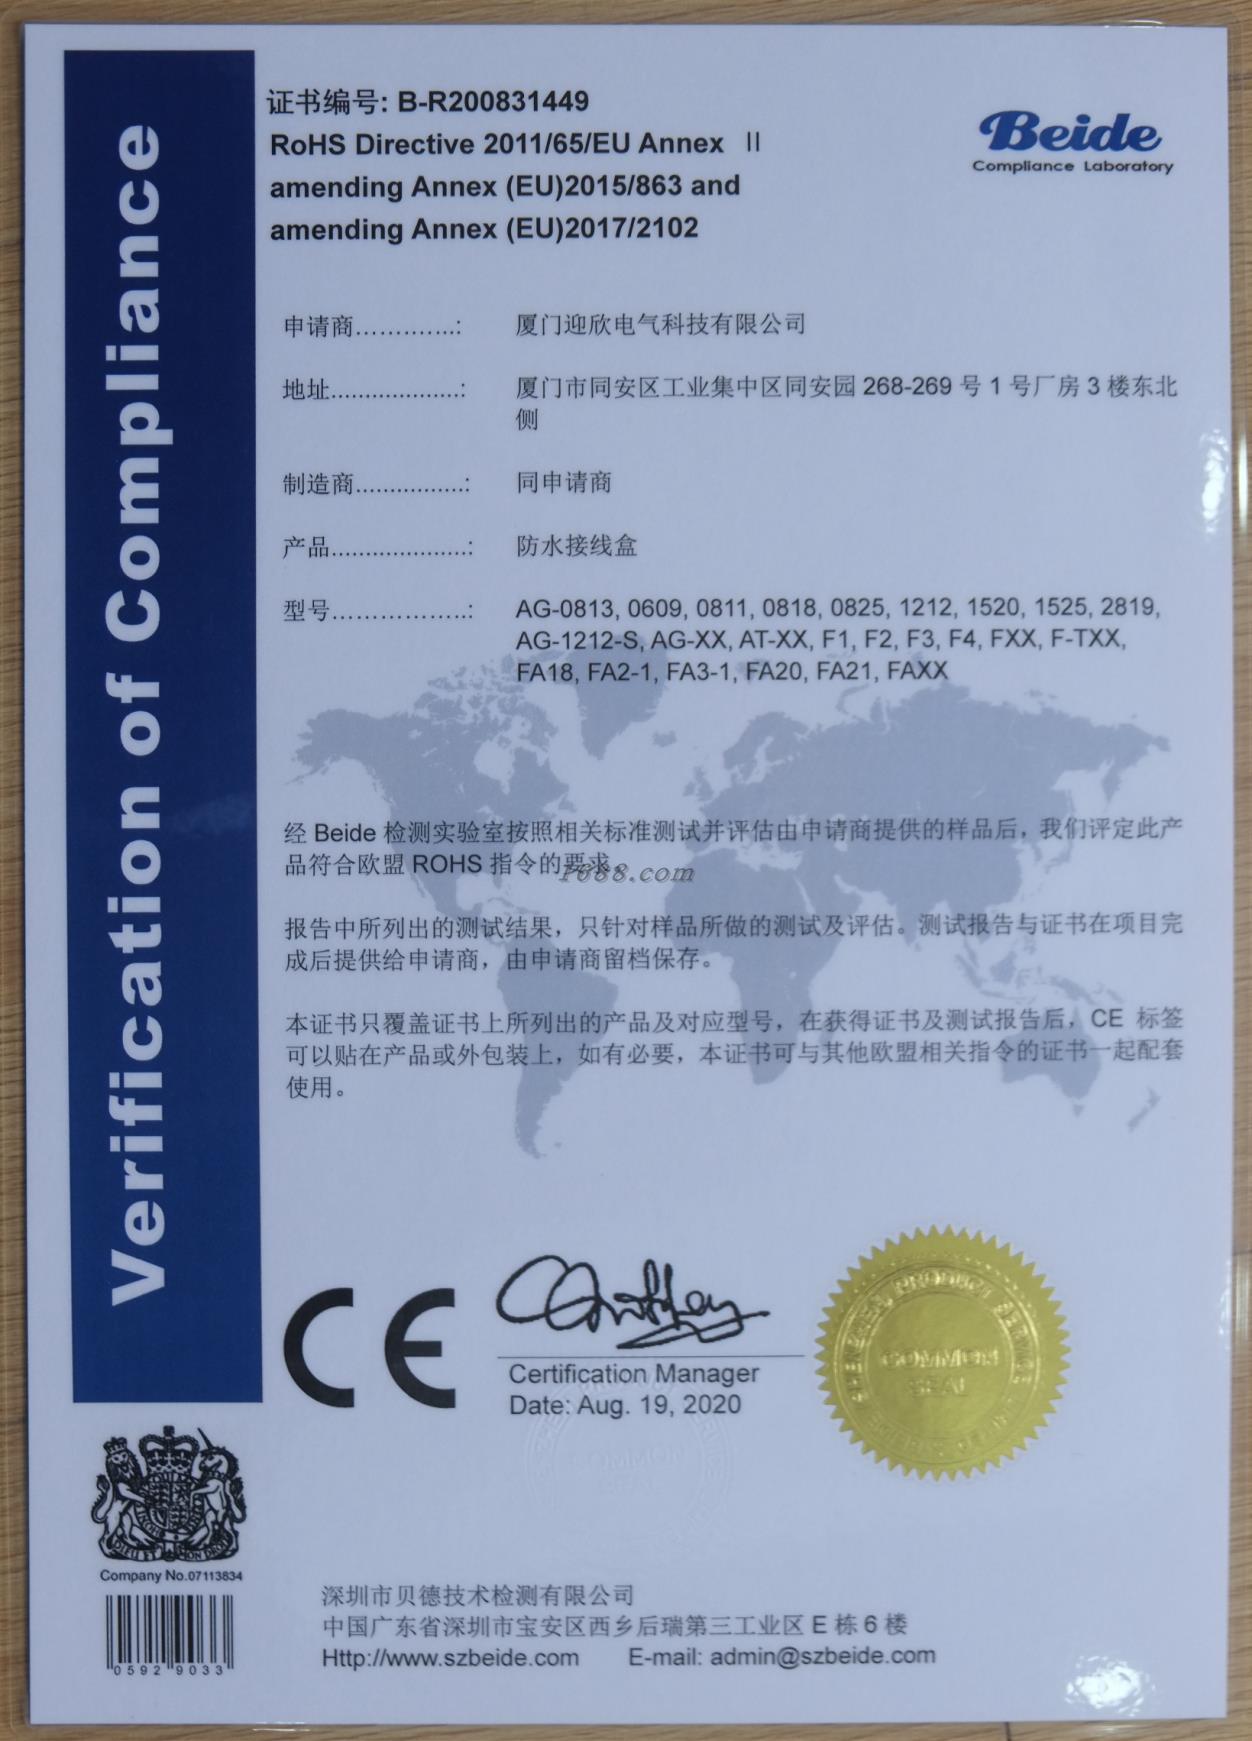 Verification of Compliance
证书编号: B-R200831449
RoHS Directive 2011/65/EU Annex Ⅱ
amending Annex (EU)2015/863 and
amending Annex (EU)2017/2102
Beide
Compliance Laboratory
申请商…………..: 厦门迎欣电气科技有限公司
地址...................: 厦门市同安区工业集中区同安园 268-269 号 1 号厂房 3 楼东北
侧
制造商................: 同申请商
产品....................: 防水接线盒
型号………………..: AG-0813, 0609, 0811, 0818, 0825, 1212, 1520, 1525, 2819,
AG-1212-S, AG-XX, AT-XX, F1, F2, F3, F4, FXX, F-TXX,
FA18, FA2-1, FA3-1, FA20, FA21, FAXX
经 Beide 检测实验室按照相关标准测试并评估由申请商提供的样品后，我们评定此产
品符合欧盟 ROHS 指令的要求。
1688.com
报告中所列出的测试结果，只针对样品所做的测试及评估。测试报告与证书在项目完
成后提供给申请商，由申请商留档保存。
本证书只覆盖证书上所列出的产品及对应型号，在获得证书及测试报告后，CE 标签
可以贴在产品或外包装上，如有必要，本证书可与其他欧盟相关指令的证书一起配套
使用。
CE
Certification Manager
Date: Aug. 19, 2020
COMMON
SEAL
DIEU ET MON DROIT
Company No.07113834
0592 9033
深圳市贝德技术检测有限公司
中国广东省深圳市宝安区西乡后瑞第三工业区 E 栋 6 楼
Http://www.szbeide.com E-mail: admin@szbeide.com